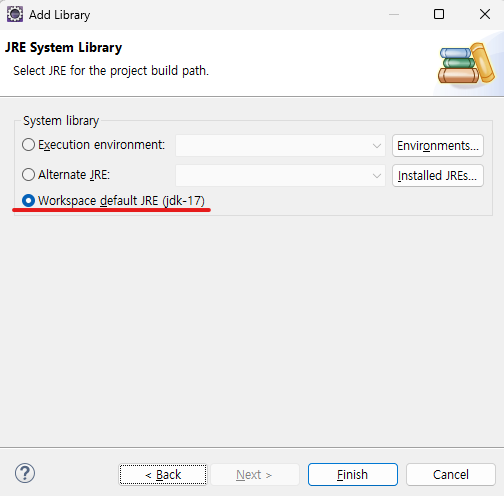 Add Library
JRE System Library
Select JRE for the project build path.
System library
Execution environment:
Environments...
Alternate JRE:
Installed JREs...
Workspace default JRE (jdk-17)
?
< Back
Next >
Finish
Cancel